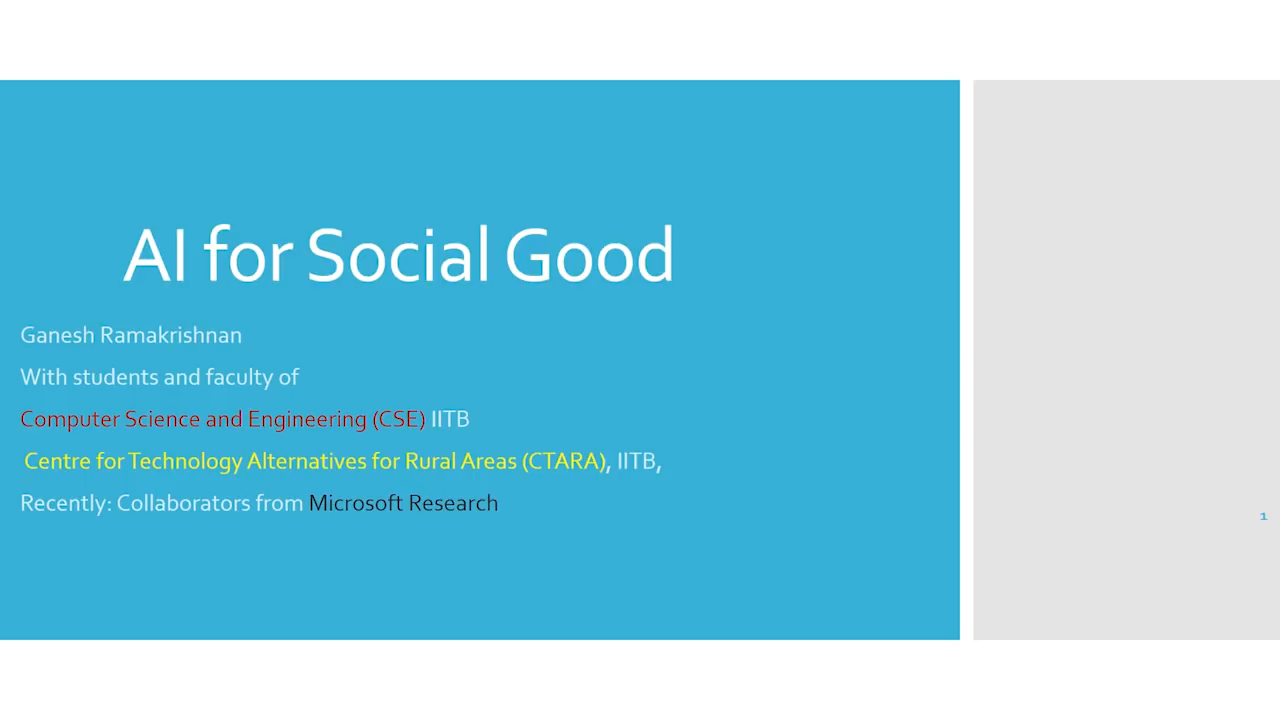 AI for Social Good
Ganesh Ramakrishnan
With students and faculty of
Computer Science and Engineering (CSE) IITB
Centre for Technology Alternatives for Rural Areas (CTARA), IITB,
Recently: Collaborators from Microsoft Research
1